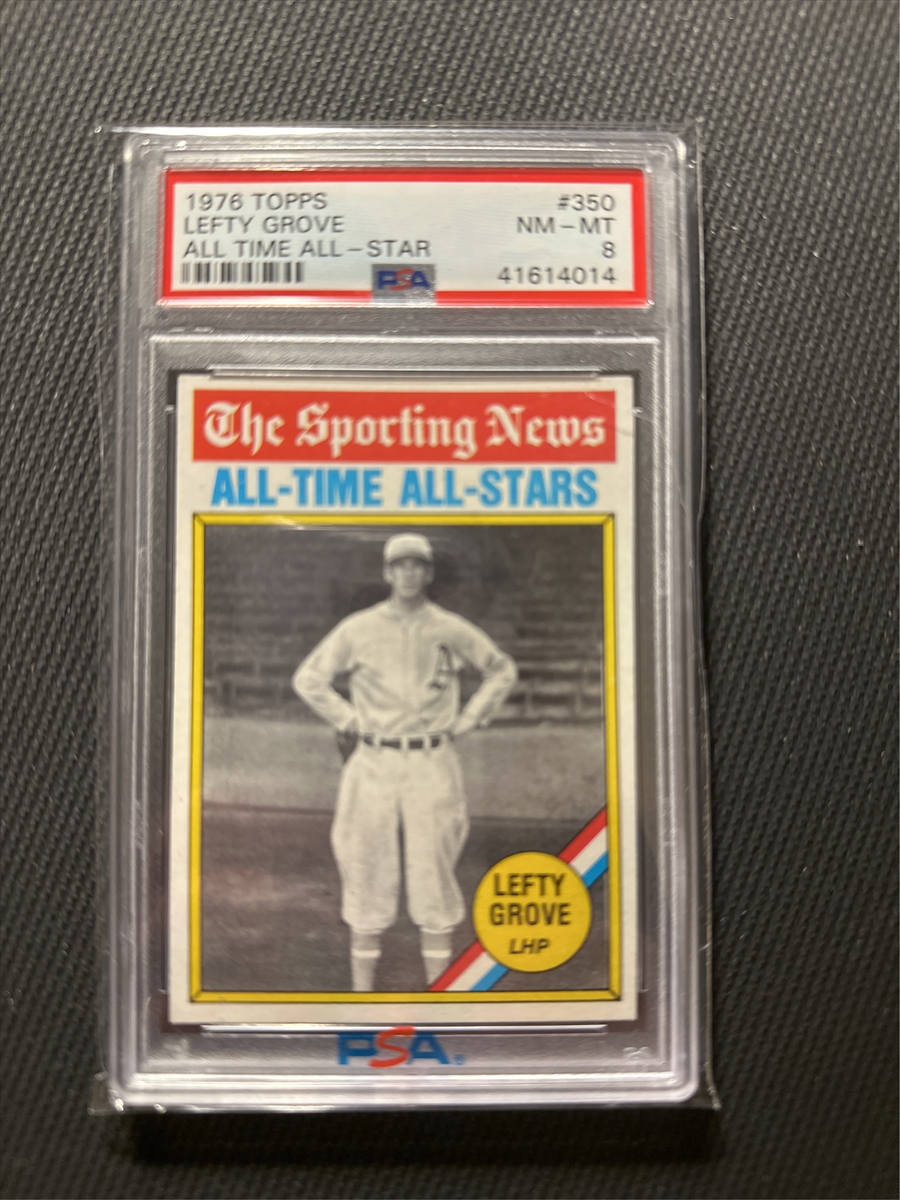 1976 TOPPS #350
LEFTY GROVE NM-MT
ALL TIME ALL-STAR 8
PSA 41614014
The Sporting News
ALL-TIME ALL-STARS
A
LEFTY
GROVE
LHP
PSA®